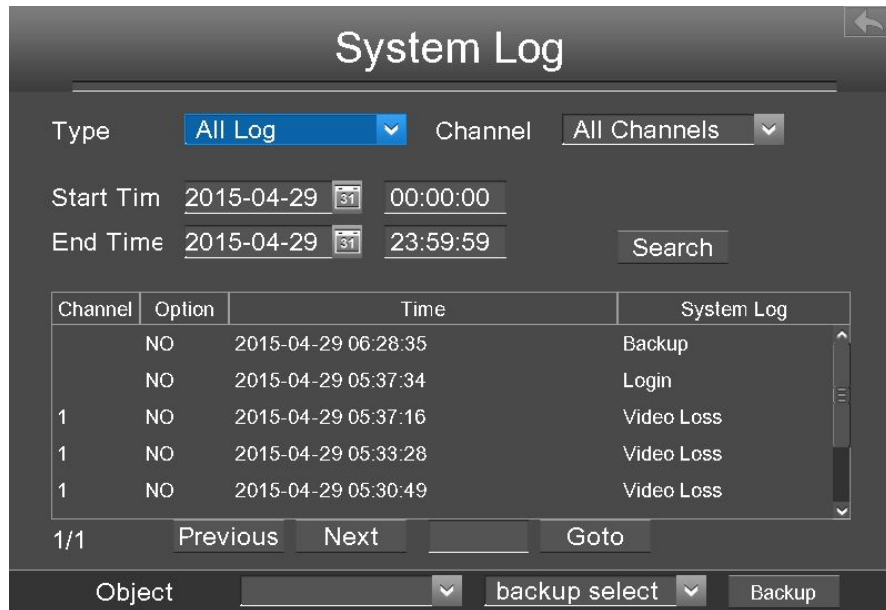 System Log
Type All Log Channel All Channels
Start Tim 2015-04-29 31 00:00:00
End Time 2015-04-29 31 23:59:59
Search
Channel Option Time System Log
NO 2015-04-29 06:28:35 Backup
NO 2015-04-29 05:37:34 Login
1 NO 2015-04-29 05:37:16 Video Loss
1 NO 2015-04-29 05:33:28 Video Loss
1 NO 2015-04-29 05:30:49 Video Loss
1/1 Previous Next Goto
Object backup select Backup